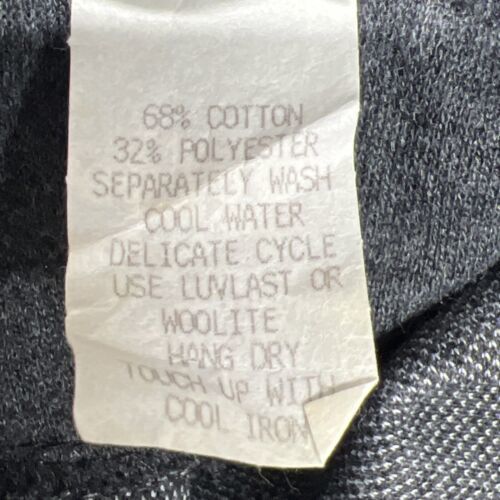 68% COTTON
32% POLYESTER
SEPARATELY WASH
COOL WATER
DELICATE CYCLE
USE LUVLAST OR
WOOLITE
HANG DRY
TOUCH UP WITH
COOL IRON